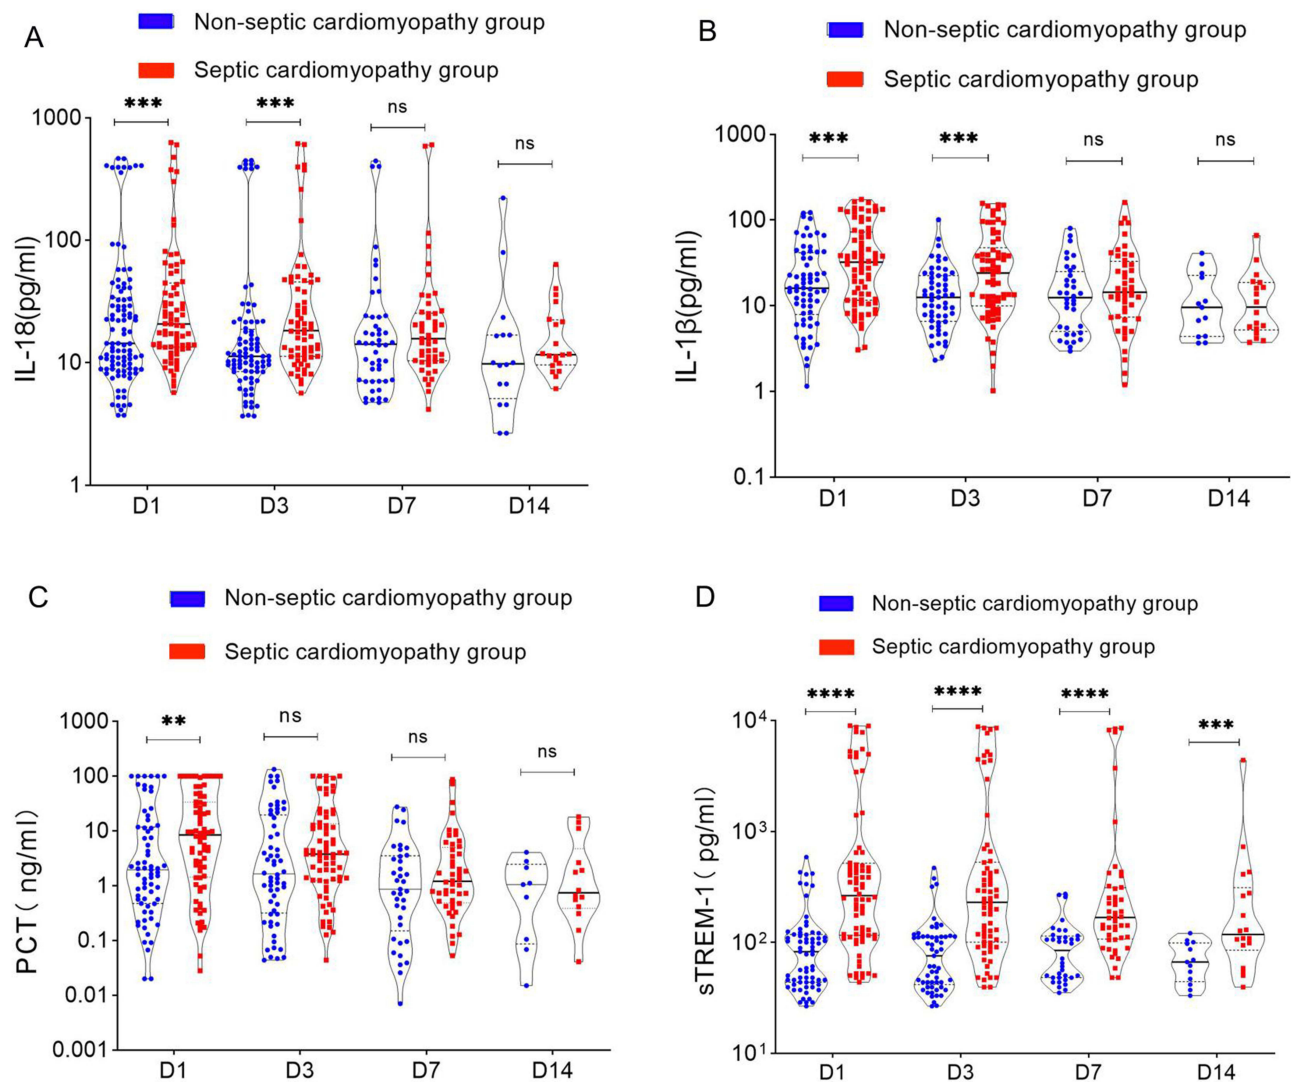 A
Non-septic cardiomyopathy group
Septic cardiomyopathy group
*** *** ns ns
IL-18(pg/ml)
1000
100
10
1
D1 D3 D7 D14
B
Non-septic cardiomyopathy group
Septic cardiomyopathy group
*** *** ns ns
IL-1β(pg/ml)
1000
100
10
1
0.1
D1 D3 D7 D14
C
Non-septic cardiomyopathy group
Septic cardiomyopathy group
** ns ns ns
PCT( ng/ml)
1000
100
10
1
0.1
0.01
0.001
D1 D3 D7 D14
D
Non-septic cardiomyopathy group
Septic cardiomyopathy group
**** **** **** ***
sTREM-1( pg/ml)
10⁴
10³
10²
10¹
D1 D3 D7 D14